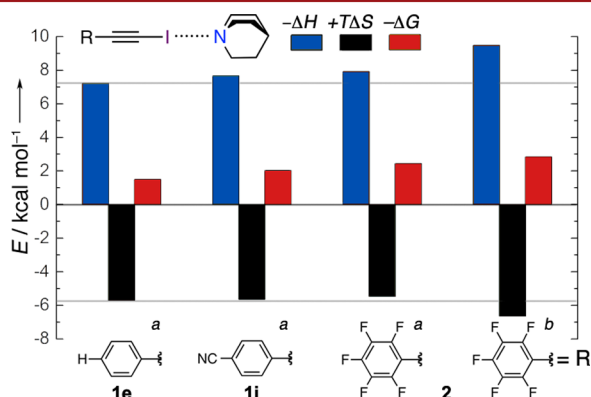 R I N −ΔH +TΔS −ΔG
10
8
6
4
2
0
-2
-4
-6
-8
E / kcal mol⁻¹
a a a b
H NC F F F F F F F F F F = R
1e 1i 2